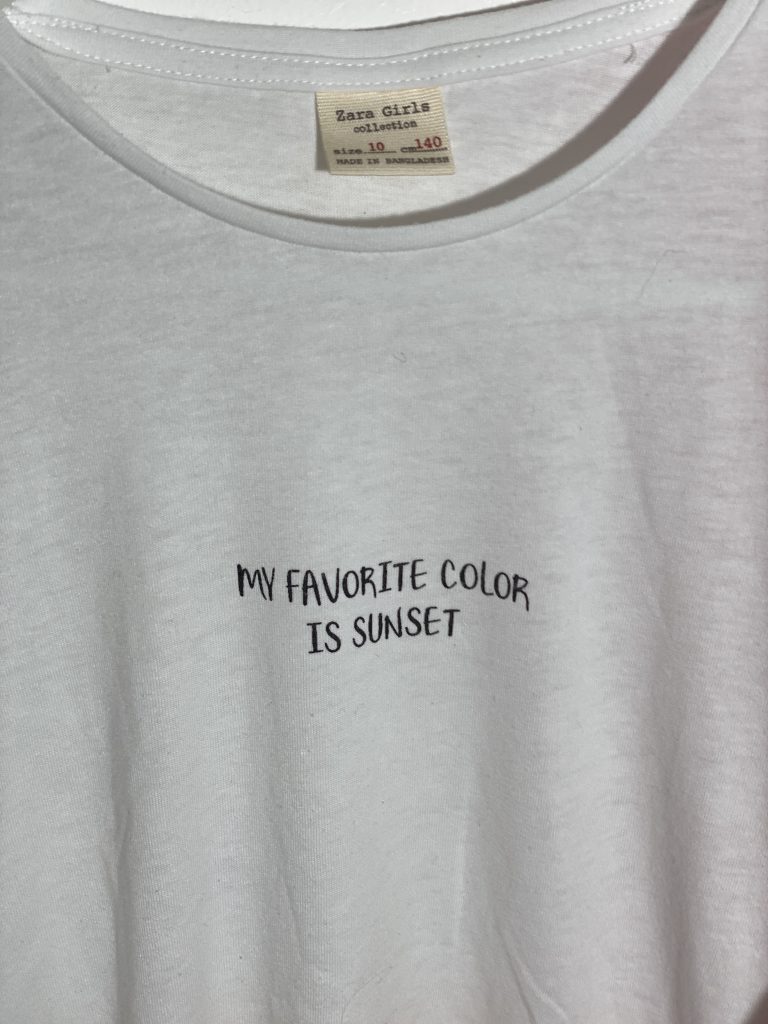 Zara Girls
collection
size 10 cm 140
MADE IN BANGLADESH
MY FAVORITE COLOR
IS SUNSET